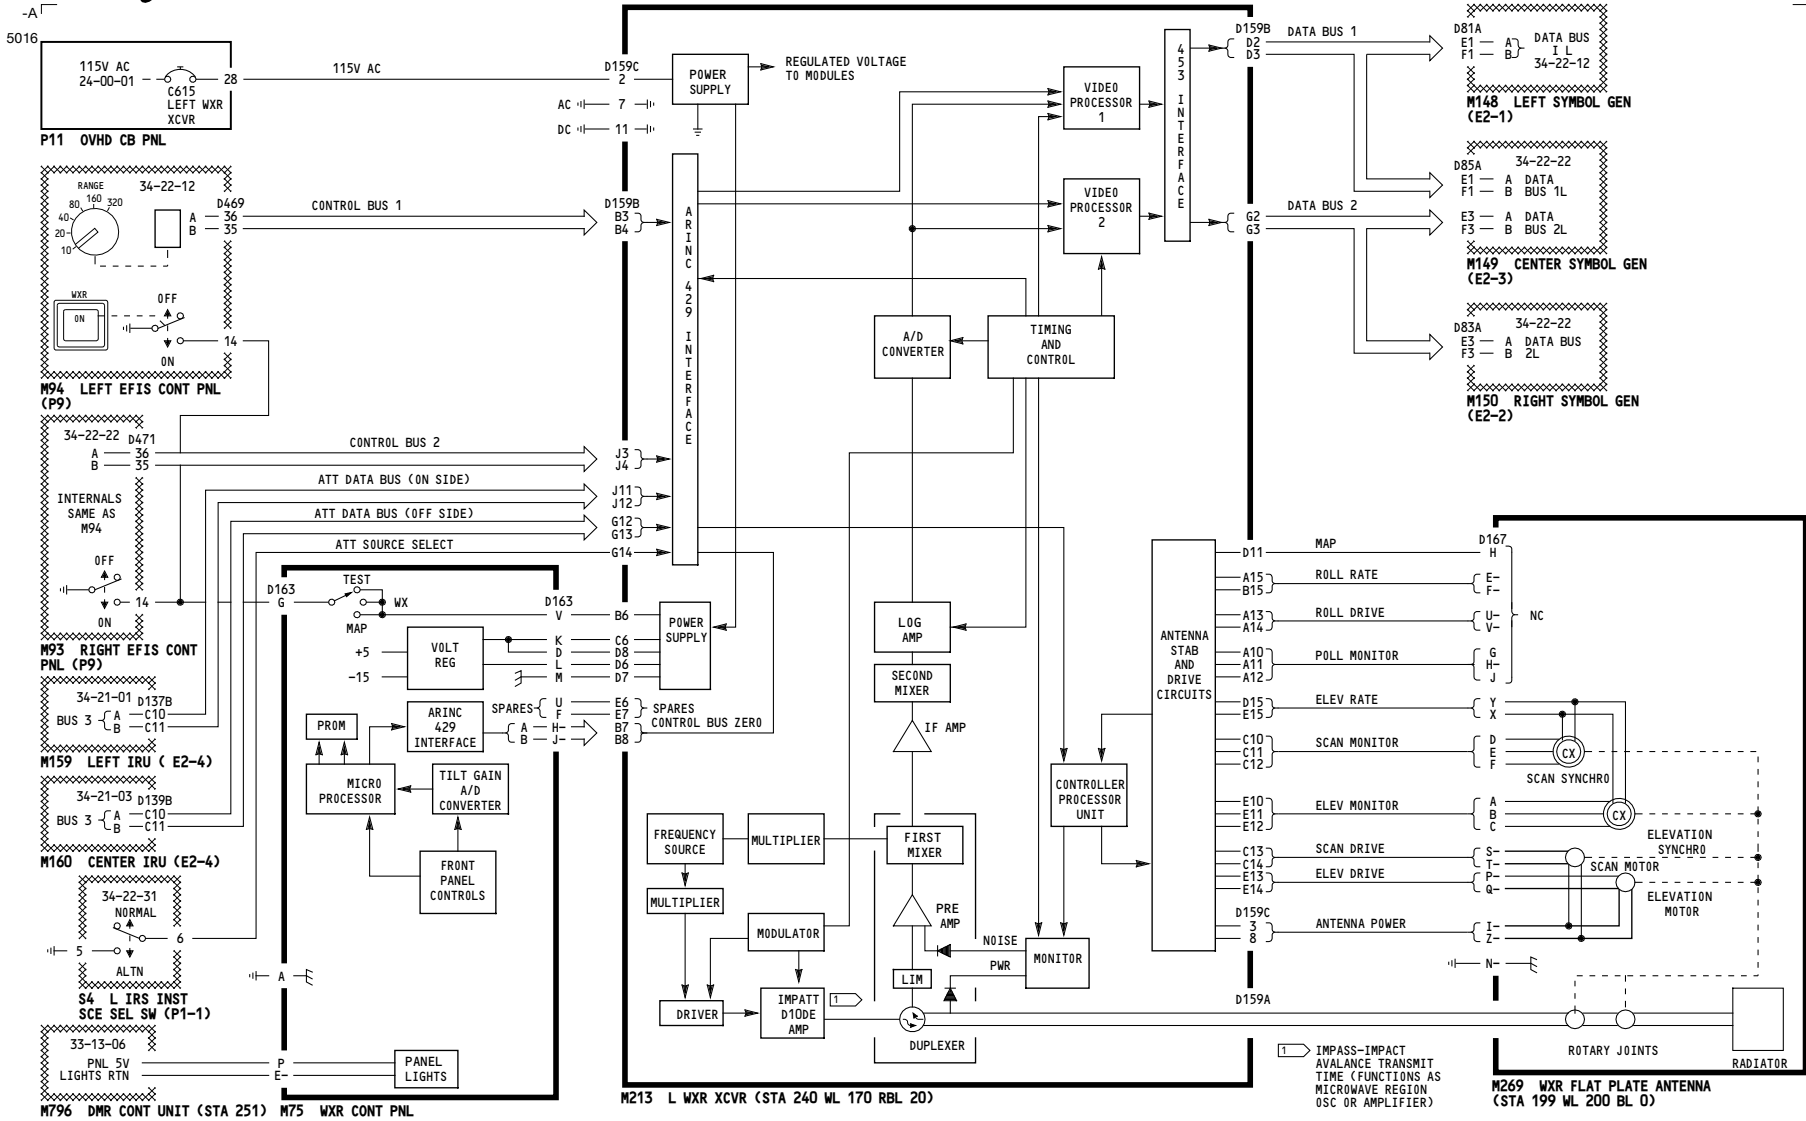 -A
5016
115V AC
24-00-01
28
C615
LEFT WXR
XCVR
P11 OVHD CB PNL
115V AC
D159C
2
AC 7
DC 11
POWER
SUPPLY
REGULATED VOLTAGE
TO MODULES
RANGE
34-22-12
10
20
40
80
160
320
D469
A 36
B 35
CONTROL BUS 1
D159B
B3
B4
WXR
ON
OFF
ON
14
M94 LEFT EFIS CONT PNL
(P9)
34-22-22
D471
A 36
B 35
CONTROL BUS 2
J3
J4
INTERNALS
SAME AS
M94
OFF
ON
14
M93 RIGHT EFIS CONT
PNL (P9)
ATT DATA BUS (ON SIDE)
J11
J12
ATT DATA BUS (OFF SIDE)
G12
G13
ATT SOURCE SELECT
G14
34-21-01
D137B
BUS 3
A C10
B C11
M159 LEFT IRU ( E2-4)
34-21-03
D139B
BUS 3
A C10
B C11
M160 CENTER IRU (E2-4)
34-22-31
NORMAL
5
6
ALTN
S4 L IRS INST
SCE SEL SW (P1-1)
33-13-06
PNL 5V
LIGHTS RTN
M796 DMR CONT UNIT (STA 251)
D163
G
TEST
WX
MAP
D163
V B6
+5
-15
VOLT
REG
K C6
D D8
L D6
M D7
POWER
SUPPLY
SPARES
U E6
F E7
SPARES
A H- B7
B J- B8
CONTROL BUS ZERO
PROM
ARINC
429
INTERFACE
MICRO
PROCESSOR
TILT GAIN
A/D
CONVERTER
FRONT
PANEL
CONTROLS
A
P
E-
PANEL
LIGHTS
M75 WXR CONT PNL
ARINC 429 INTERFACE
VIDEO
PROCESSOR
1
VIDEO
PROCESSOR
2
453 INTERFACE
A/D
CONVERTER
TIMING
AND
CONTROL
LOG
AMP
SECOND
MIXER
IF AMP
FREQUENCY
SOURCE
MULTIPLIER
FIRST
MIXER
MULTIPLIER
MODULATOR
PRE
AMP
NOISE
PWR
MONITOR
LIM
DRIVER
IMPATT
D1ODE
AMP
1
DUPLEXER
CONTROLLER
PROCESSOR
UNIT
ANTENNA
STAB
AND
DRIVE
CIRCUITS
M213 L WXR XCVR (STA 240 WL 170 RBL 20)
D159B
D2
D3
DATA BUS 1
G2
G3
DATA BUS 2
D81A
E1 A
F1 B
DATA BUS
I L
34-22-12
M148 LEFT SYMBOL GEN
(E2-1)
D85A
34-22-22
E1 A DATA
F1 B BUS 1L
E3 A DATA
F3 B BUS 2L
M149 CENTER SYMBOL GEN
(E2-3)
D83A
34-22-22
E3 A DATA BUS
F3 B 2L
M150 RIGHT SYMBOL GEN
(E2-2)
D167
D11 MAP H
A15 ROLL RATE E-
B15 F-
A13 ROLL DRIVE U-
A14 V-
NC
A10 G
A11 POLL MONITOR H-
A12 J
D15 ELEV RATE Y
E15 X
C10 D
C11 SCAN MONITOR E
C12 F
CX
SCAN SYNCHRO
E10 A
E11 ELEV MONITOR B
E12 C
CX
ELEVATION
SYNCHRO
C13 SCAN DRIVE S-
C14 T-
SCAN MOTOR
E13 ELEV DRIVE P-
E14 Q-
ELEVATION
MOTOR
D159C
3 ANTENNA POWER I-
8 Z-
N-
D159A
1 IMPASS-IMPACT
AVALANCE TRANSMIT
TIME (FUNCTIONS AS
MICROWAVE REGION
OSC OR AMPLIFIER)
ROTARY JOINTS
RADIATOR
M269 WXR FLAT PLATE ANTENNA
(STA 199 WL 200 BL 0)